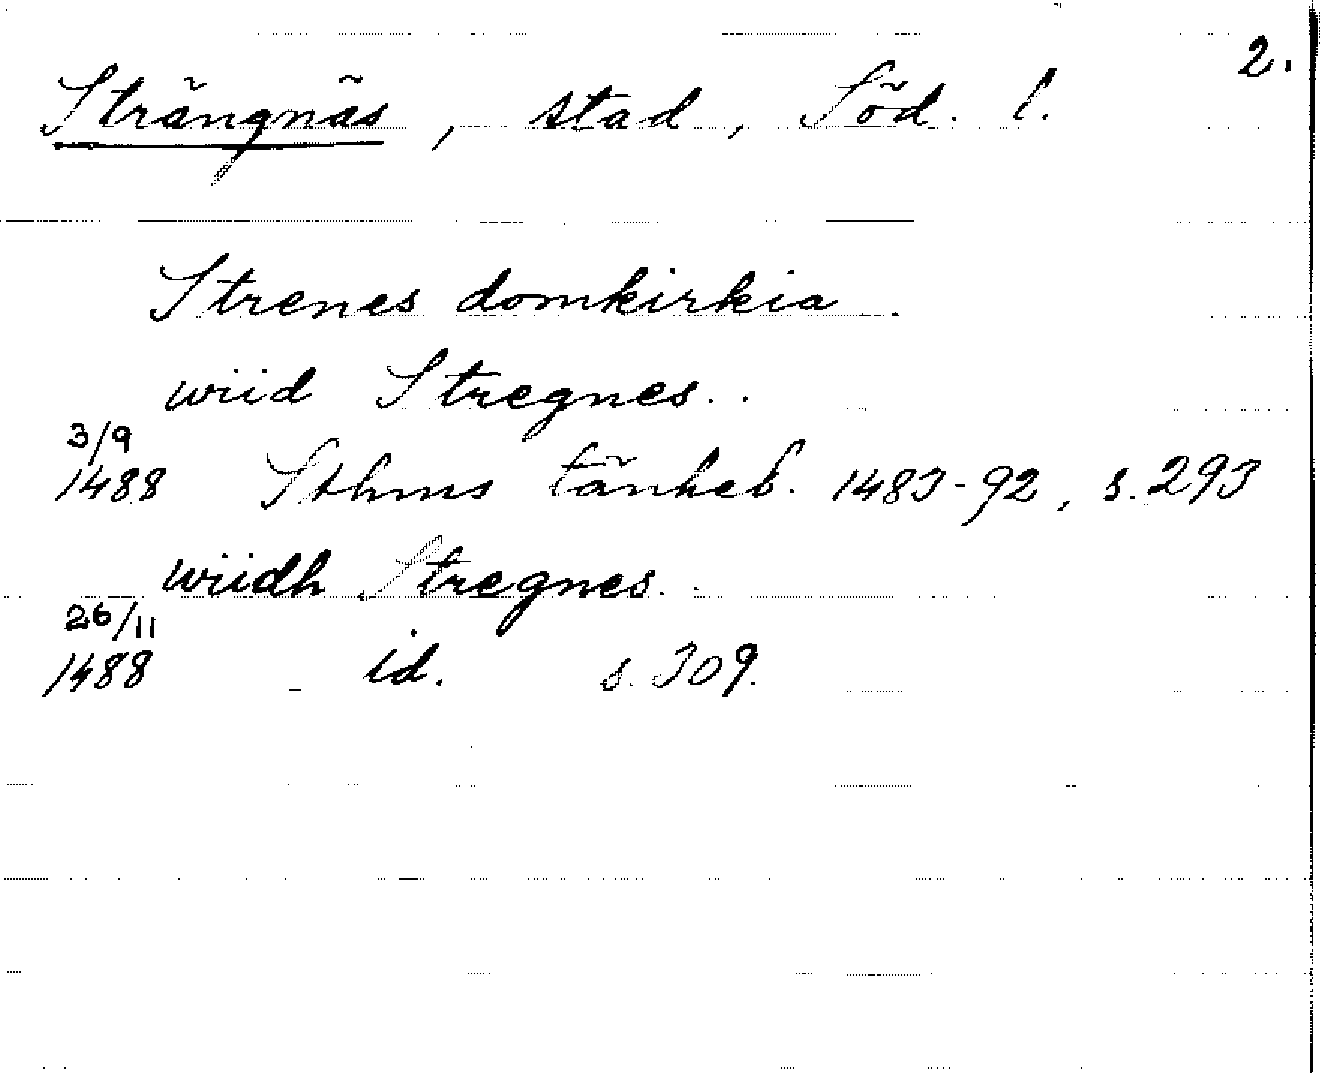 2.
Strängnäs, stad, Söd. l.
Strenes domkirkia
wiid Stregnes..
3/9
1488 Sthms tänkeb. 1483-92, s. 293
wiidh Stregnes.
26/11
1488 id. s. 309.